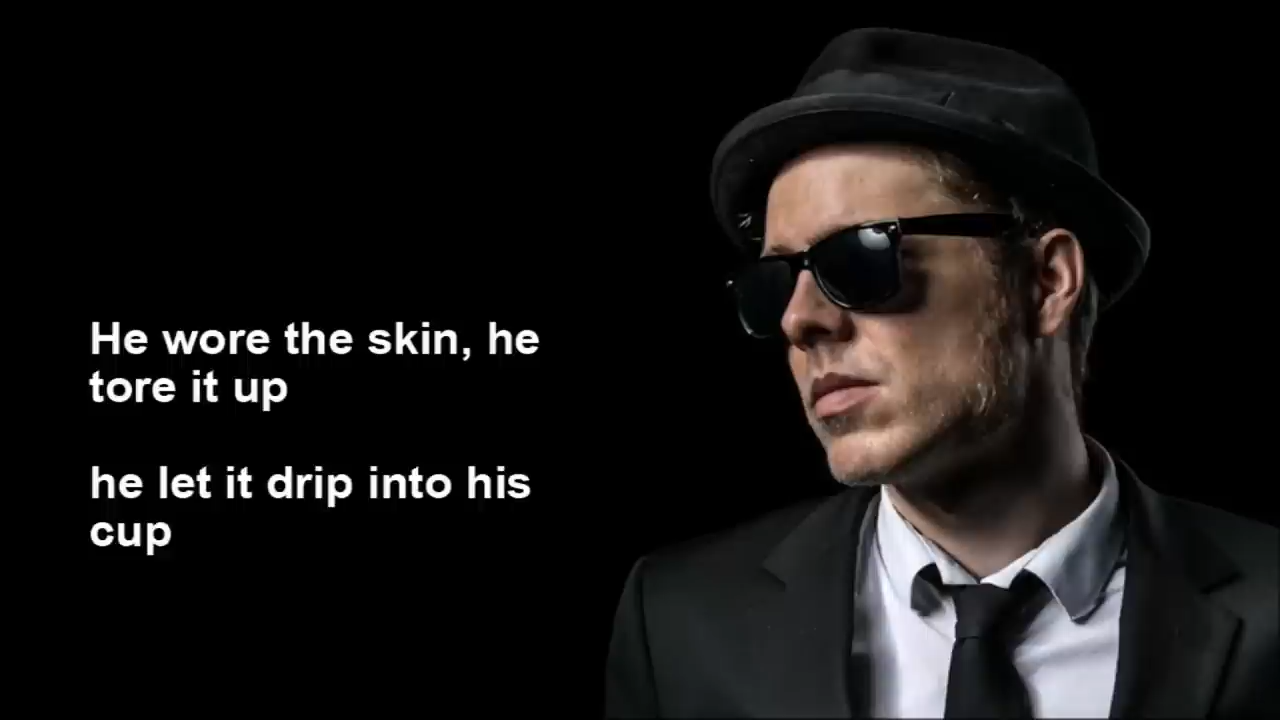 He wore the skin, he
tore it up
he let it drip into his
cup